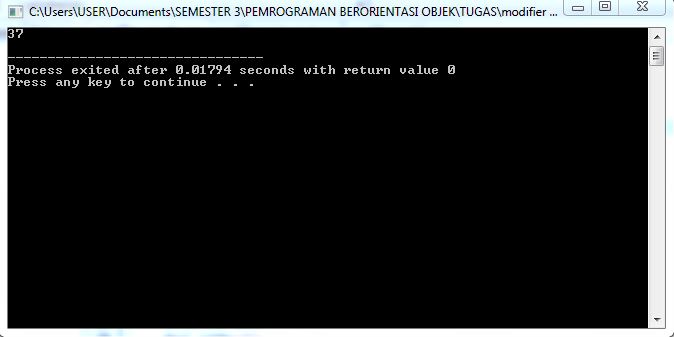 C:\Users\USER\Documents\SEMESTER 3\PEMROGRAMAN BERORIENTASI OBJEK\TUGAS\modifier ...
37
--------------------------------
Process exited after 0.01794 seconds with return value 0
Press any key to continue . . .